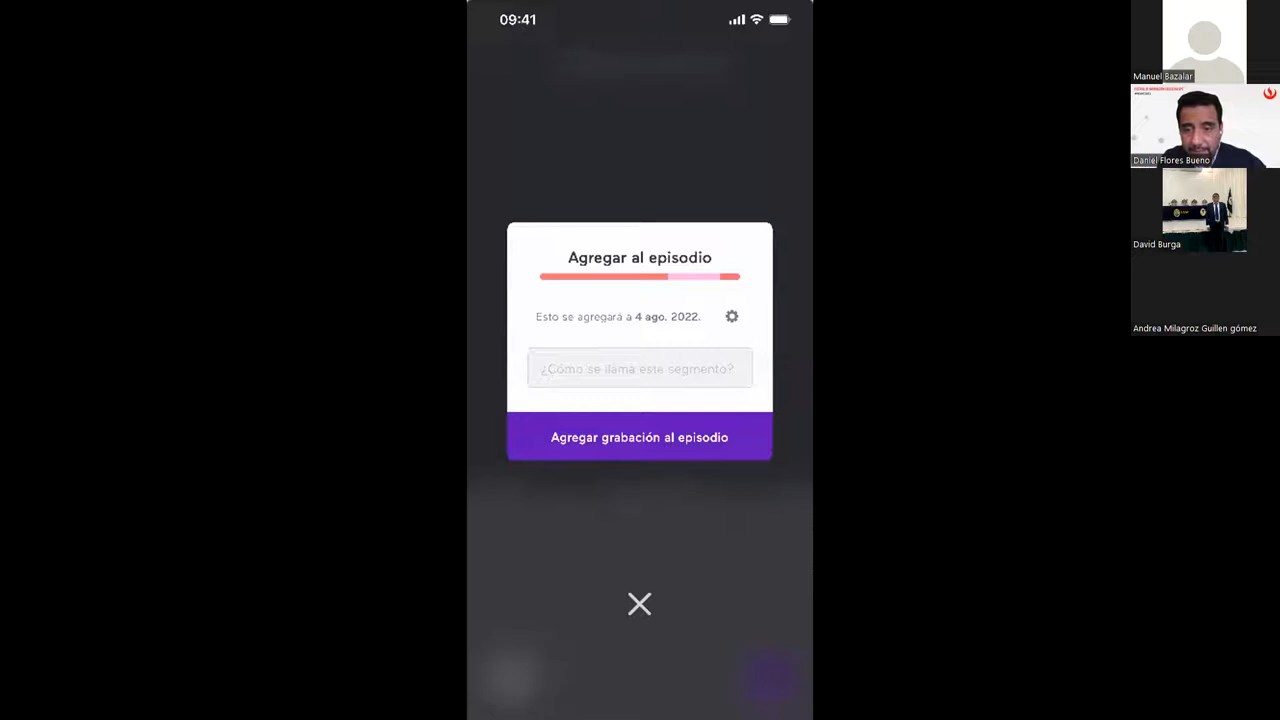 09:41
Agregar al episodio
Esto se agregará a 4 ago. 2022.
¿Cómo se llama este segmento?
Agregar grabación al episodio
Manuel Bazalar
Daniel Flores Bueno
David Burga
Andrea Milagroz Guillen gómez